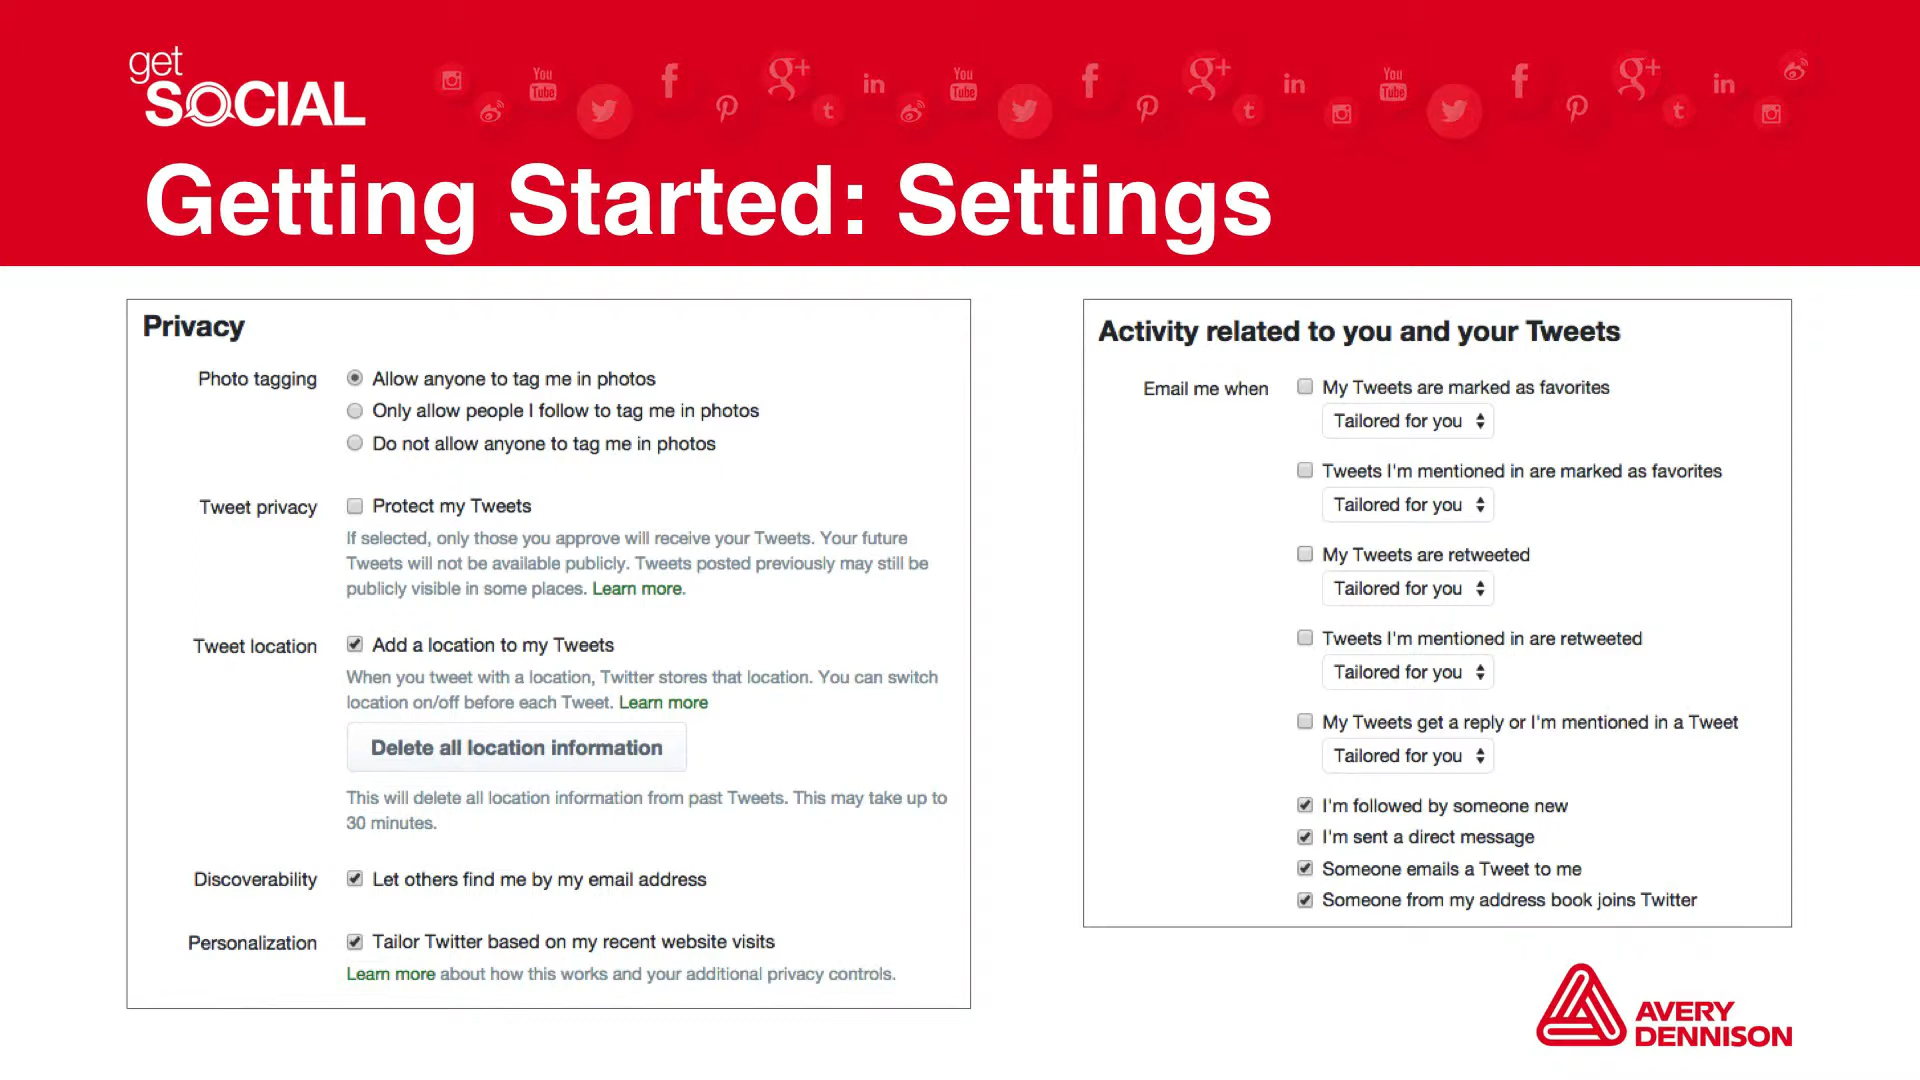 get
SOCIAL
You Tube
in
You Tube
in
You Tube
in
Getting Started: Settings
Privacy
Photo tagging
Allow anyone to tag me in photos
Only allow people I follow to tag me in photos
Do not allow anyone to tag me in photos
Tweet privacy
Protect my Tweets
If selected, only those you approve will receive your Tweets. Your future
Tweets will not be available publicly. Tweets posted previously may still be
publicly visible in some places. Learn more.
Tweet location
Add a location to my Tweets
When you tweet with a location, Twitter stores that location. You can switch
location on/off before each Tweet. Learn more
Delete all location information
This will delete all location information from past Tweets. This may take up to
30 minutes.
Discoverability
Let others find me by my email address
Personalization
Tailor Twitter based on my recent website visits
Learn more about how this works and your additional privacy controls.
Activity related to you and your Tweets
Email me when
My Tweets are marked as favorites
Tailored for you
Tweets I'm mentioned in are marked as favorites
Tailored for you
My Tweets are retweeted
Tailored for you
Tweets I'm mentioned in are retweeted
Tailored for you
My Tweets get a reply or I'm mentioned in a Tweet
Tailored for you
I'm followed by someone new
I'm sent a direct message
Someone emails a Tweet to me
Someone from my address book joins Twitter
AVERY
DENNISON